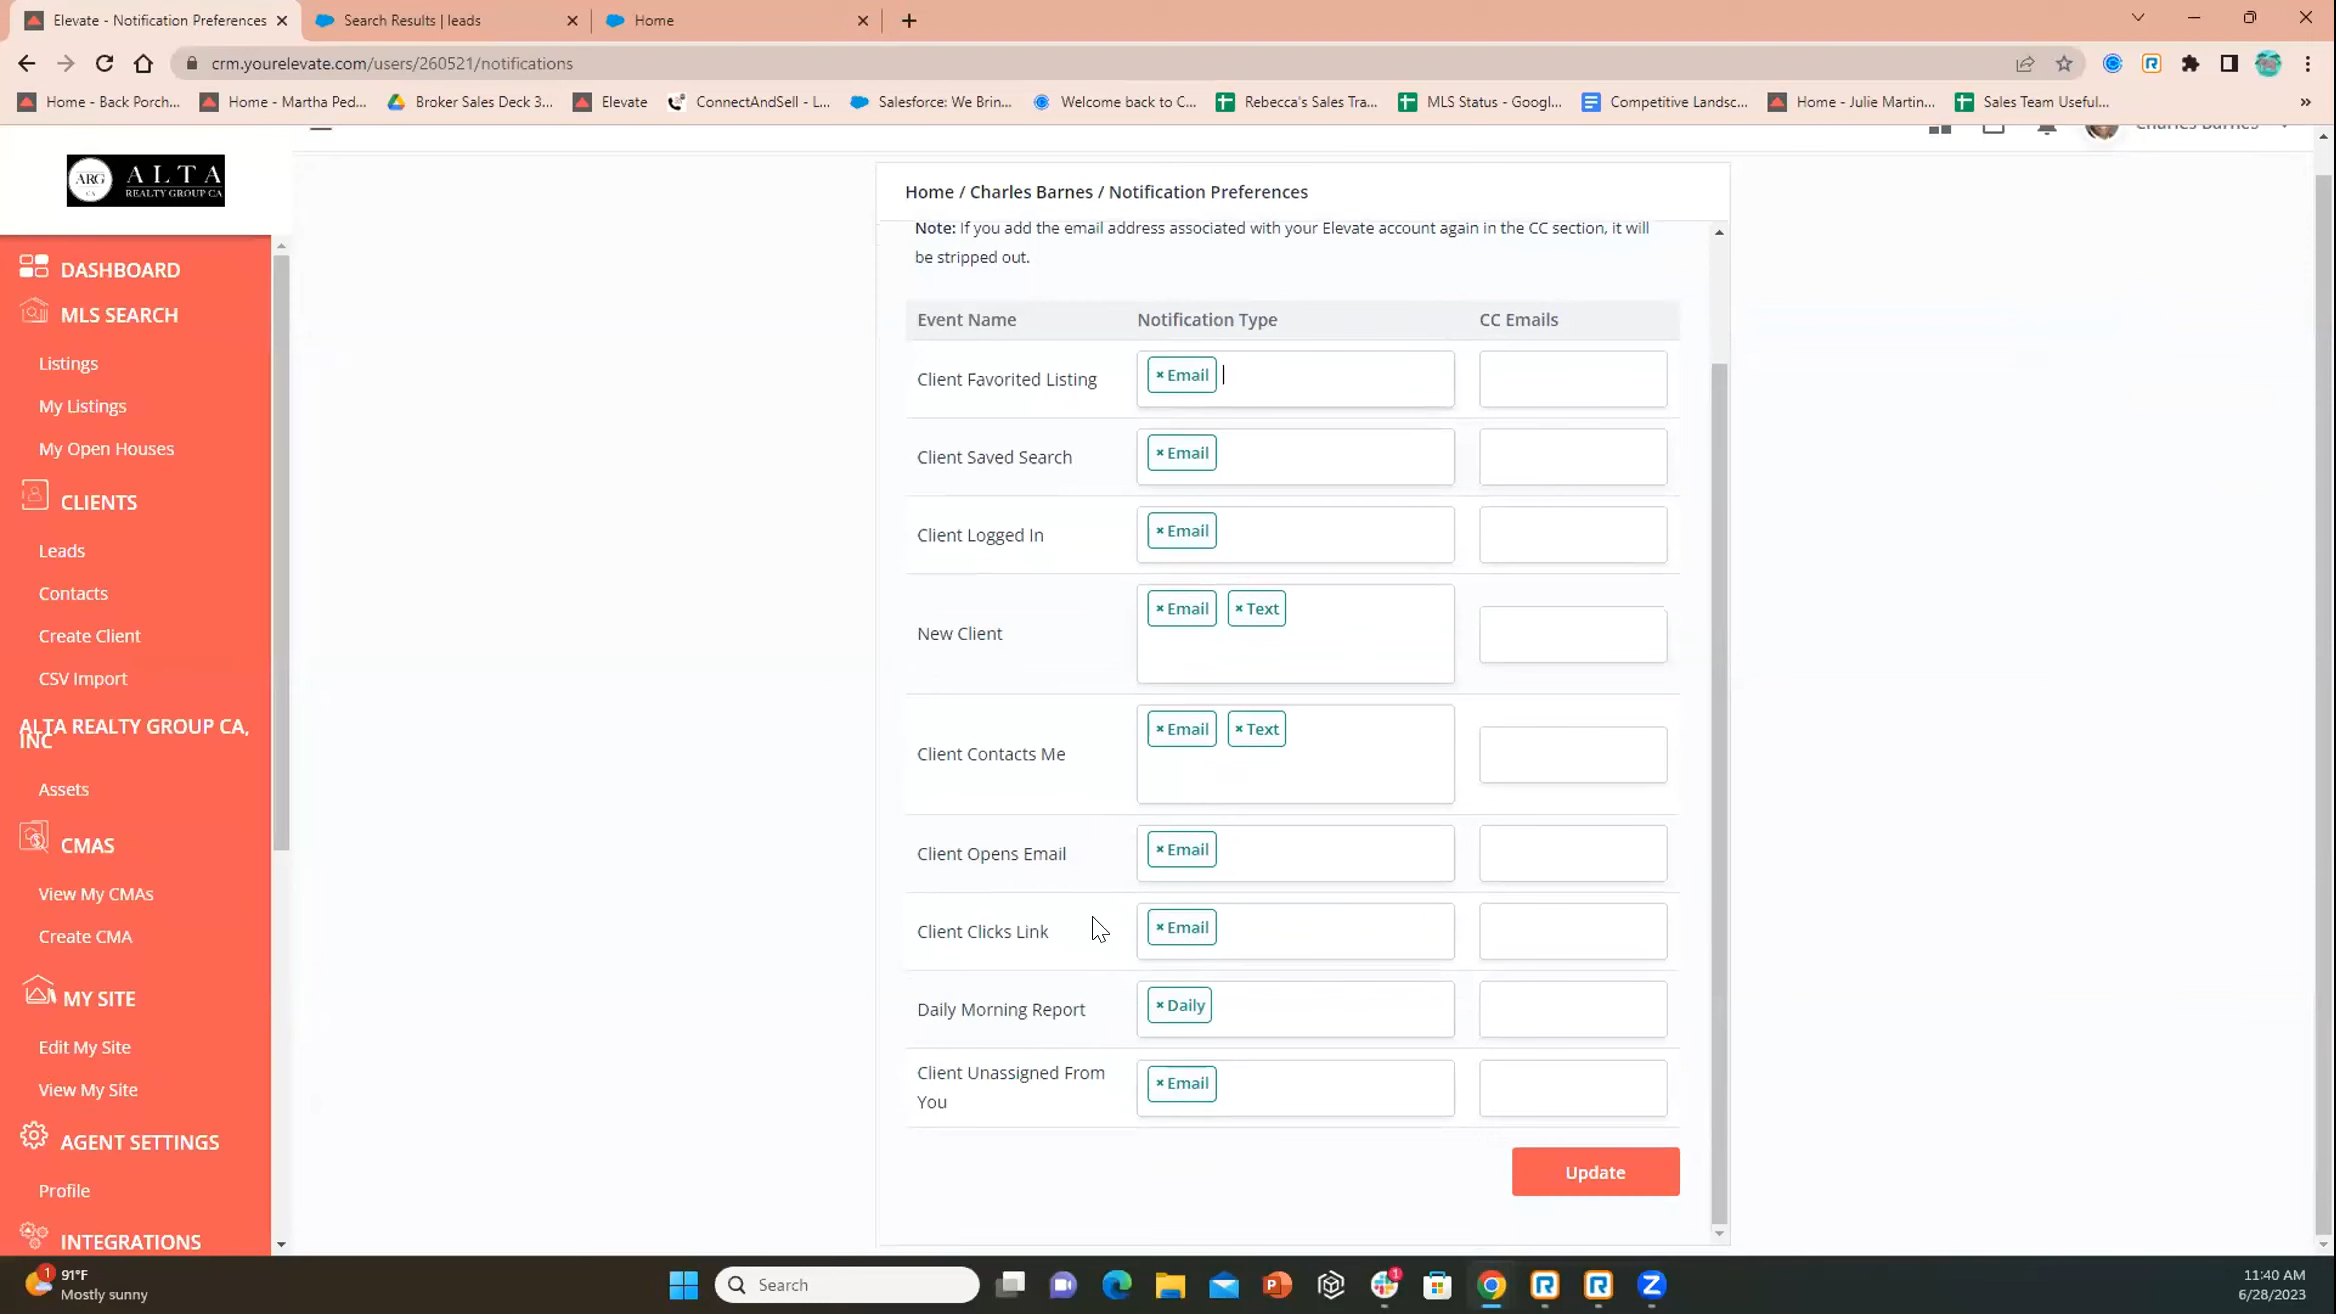 Elevate - Notification Preferences
Search Results | leads
Home
crm.yourelevate.com/users/260521/notifications
Home - Back Porch...
Home - Martha Ped...
Broker Sales Deck 3...
Elevate
ConnectAndSell - L...
Salesforce: We Brin...
Welcome back to C...
Rebecca's Sales Tra...
MLS Status - Googl...
Competitive Landsc...
Home - Julie Martin...
Sales Team Useful...
»
Charles Barnes
ARG
CA
ALTA
REALTY GROUP CA
DASHBOARD
MLS SEARCH
Listings
My Listings
My Open Houses
CLIENTS
Leads
Contacts
Create Client
CSV Import
ALTA REALTY GROUP CA,
INC
Assets
CMAS
View My CMAs
Create CMA
MY SITE
Edit My Site
View My Site
AGENT SETTINGS
Profile
INTEGRATIONS
Home / Charles Barnes / Notification Preferences
Note: If you add the email address associated with your Elevate account again in the CC section, it will
be stripped out.
Event Name Notification Type CC Emails
Client Favorited Listing × Email
Client Saved Search × Email
Client Logged In × Email
New Client × Email × Text
Client Contacts Me × Email × Text
Client Opens Email × Email
Client Clicks Link × Email
Daily Morning Report × Daily
Client Unassigned From
You
× Email
Update
1
91°F
Mostly sunny
Search
1
11:40 AM
6/28/2023